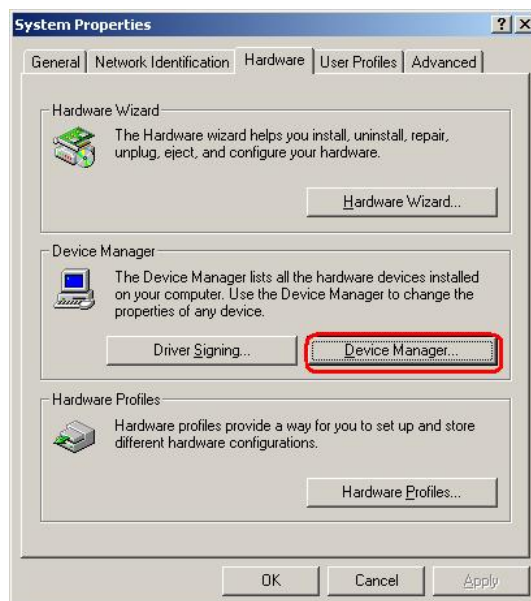 System Properties
General
Network Identification
Hardware
User Profiles
Advanced
Hardware Wizard
The Hardware wizard helps you install, uninstall, repair,
unplug, eject, and configure your hardware.
Hardware Wizard...
Device Manager
The Device Manager lists all the hardware devices installed
on your computer. Use the Device Manager to change the
properties of any device.
Driver Signing...
Device Manager...
Hardware Profiles
Hardware profiles provide a way for you to set up and store
different hardware configurations.
Hardware Profiles...
OK
Cancel
Apply